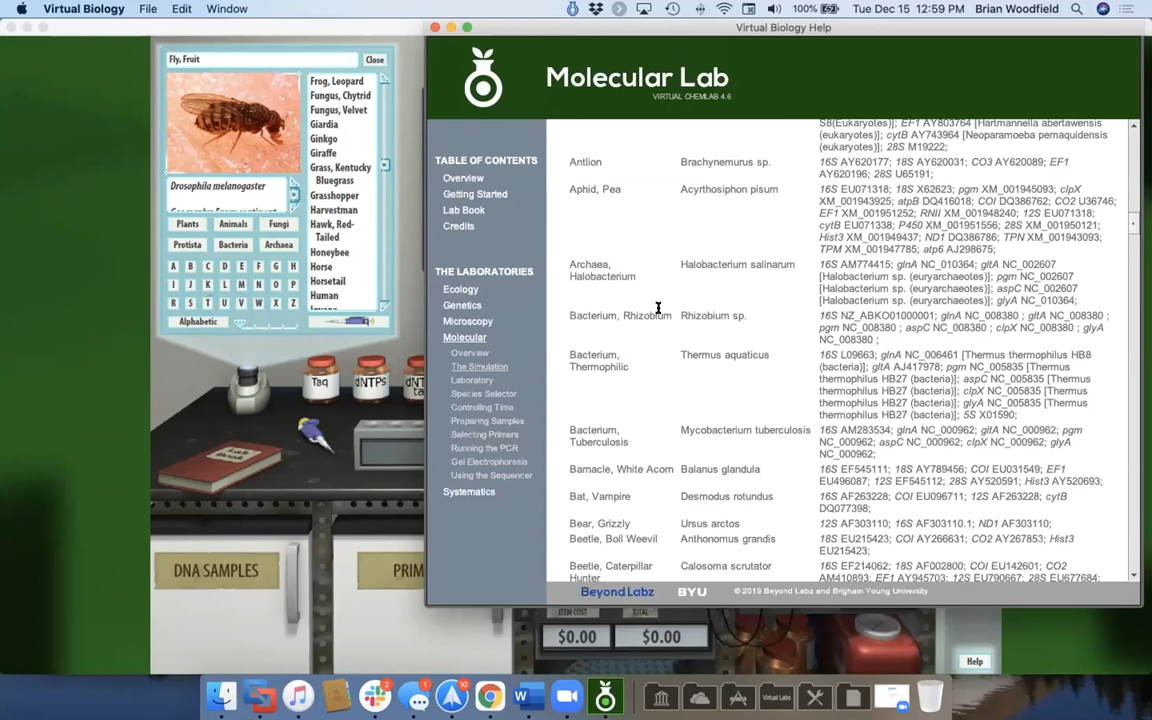 Virtual Biology File Edit Window 100% Tue Dec 15 12:59 PM Brian Woodfield
Virtual Biology Help
Fly, Fruit Close
Drosophila melanogaster
Plants Animals Fungi
Protista Bacteria Archaea
A B C D E F G H
I J K L M N O P Q
R S T U V W X Y Z
Alphabetic
Frog, Leopard
Fungus, Chytrid
Fungus, Velvet
Giardia
Ginkgo
Giraffe
Grass, Kentucky
Bluegrass
Grasshopper
Harvestman
Hawk, Red-
Tailed
Honeybee
Horse
Horsetail
Human
Taq
dNTPs
Lab
Book
DNA SAMPLES
PRIM
ITEM COST TOTAL
$0.00 $0.00
Help
Molecular Lab
VIRTUAL CHEMLAB 4.6
TABLE OF CONTENTS
Overview
Getting Started
Lab Book
Credits
THE LABORATORIES
Ecology
Genetics
Microscopy
Molecular
Overview
The Simulation
Laboratory
Species Selector
Controlling Time
Preparing Samples
Selecting Primers
Running the PCR
Gel Electrophoresis
Using the Sequencer
Systematics
S8(Eukaryotes)]; EF1 AY803764 [Hartmannella abertawensis
(eukaryotes)]; cytB AY743964 [Neoparamoeba pemaquidensis
(eukaryotes)]; 28S M19222;
Antlion Brachynemurus sp. 16S AY620177; 18S AY620031; CO3 AY620089; EF1
AY620196; 28S U65191;
Aphid, Pea Acyrthosiphon pisum 16S EU071318; 18S X62623; pgm XM_001945093; clpX
XM_001943925; atpB DQ416018; COI DQ386762; CO2 U36746;
EF1 XM_001951252; RNII XM_001948240; 12S EU071318;
cytB EU071338; P450 XM_001951556; 28S XM_001950121;
Hist3 XM_001949437; ND1 DQ386786; TPN XM_001943093;
TPM XM_001947785; atp6 AJ298675;
Archaea,
Halobacterium Halobacterium salinarum 16S AM774415; glnA NC_010364; gltA NC_002607
[Halobacterium sp. (euryarchaeotes)]; pgm NC_002607
[Halobacterium sp. (euryarchaeotes)]; aspC NC_002607
[Halobacterium sp. (euryarchaeotes)]; glyA NC_010364;
Bacterium, Rhizobium Rhizobium sp. 16S NZ_ABKO01000001; glnA NC_008380 ; gltA NC_008380 ;
pgm NC_008380 ; aspC NC_008380 ; clpX NC_008380 ; glyA
NC_008380 ;
Bacterium,
Thermophilic Thermus aquaticus 16S L09663; glnA NC_006461 [Thermus thermophilus HB8
(bacteria)]; gltA AJ417978 ; pgm NC_005835 [Thermus
thermophilus HB27 (bacteria)]; aspC NC_005835 [Thermus
thermophilus HB27 (bacteria)]; clpX NC_005835 [Thermus
thermophilus HB27 (bacteria)]; glyA NC_005835 [Thermus
thermophilus HB27 (bacteria)]; 5S X01590;
Bacterium,
Tuberculosis Mycobacterium tuberculosis 16S AM283534 ; glnA NC_000962 ; gltA NC_000962 ; pgm
NC_000962 ; aspC NC_000962 ; clpX NC_000962 ; glyA
NC_000962;
Barnacle, White Acorn Balanus glandula 16S EF545111; 18S AY789456; COI EU031549; EF1
EU496087; 12S EF545112; 28S AY520591; Hist3 AY520693;
Bat, Vampire Desmodus rotundus 16S AF263228; COI EU096711; 12S AF263228; cytB
DQ077398;
Bear, Grizzly Ursus arctos 12S AF303110; 16S AF303110.1; ND1 AF303110;
Beetle, Boll Weevil Anthonomus grandis 18S EU215423; COI AY266631; CO2 AF267853; Hist3
EU215423;
Beetle, Caterpillar
Hunter Calosoma scrutator 16S EF214062; 18S AF002800; COI EU142601; CO2
AM410893; EF1 AY945703; 12S EU790667; 28S EU677684;
Beyond Labz BYU © 2019 Beyond Labz and Brigham Young University
2 1 10
Virtual Labs